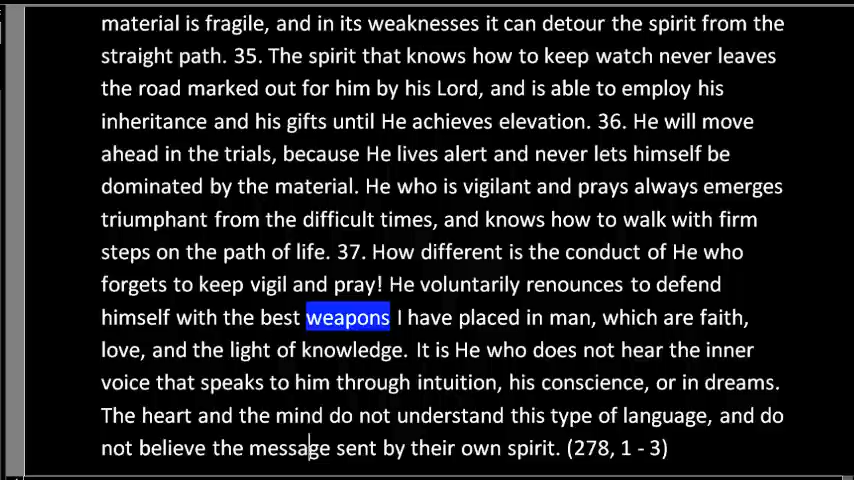 material is fragile, and in its weaknesses it can detour the spirit from the
straight path. 35. The spirit that knows how to keep watch never leaves
the road marked out for him by his Lord, and is able to employ his
inheritance and his gifts until He achieves elevation. 36. He will move
ahead in the trials, because He lives alert and never lets himself be
dominated by the material. He who is vigilant and prays always emerges
triumphant from the difficult times, and knows how to walk with firm
steps on the path of life. 37. How different is the conduct of He who
forgets to keep vigil and pray! He voluntarily renounces to defend
himself with the best weapons I have placed in man, which are faith,
love, and the light of knowledge. It is He who does not hear the inner
voice that speaks to him through intuition, his conscience, or in dreams.
The heart and the mind do not understand this type of language, and do
not believe the message sent by their own spirit. (278, 1 - 3)